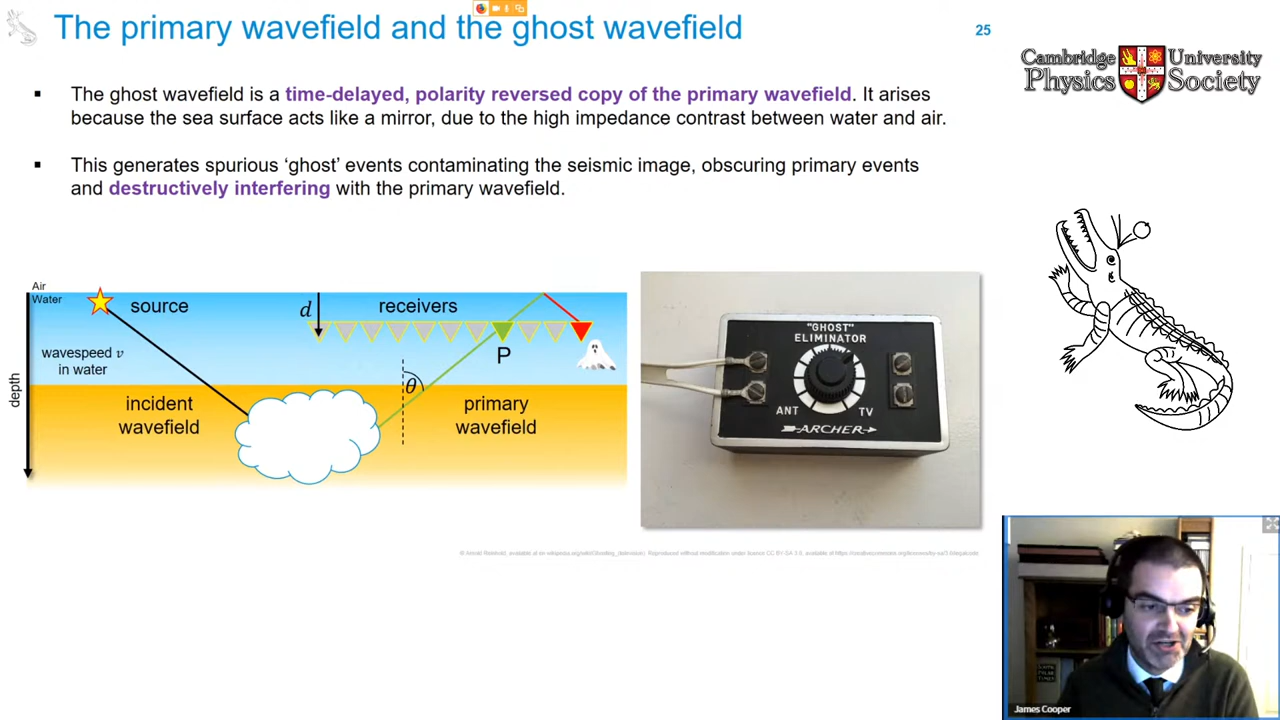 The primary wavefield and the ghost wavefield
25
Cambridge University
Physics Society
▪ The ghost wavefield is a time-delayed, polarity reversed copy of the primary wavefield. It arises
because the sea surface acts like a mirror, due to the high impedance contrast between water and air.
▪ This generates spurious ‘ghost’ events contaminating the seismic image, obscuring primary events
and destructively interfering with the primary wavefield.
Air
Water
source
d
receivers
P
wavespeed v
in water
θ
depth
incident
wavefield
primary
wavefield
"GHOST"
ELIMINATOR
ANT
TV
ARCHER
James Cooper